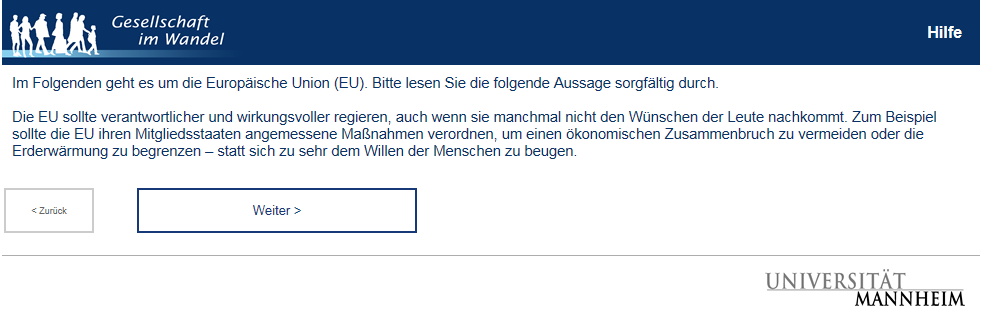 Gesellschaft
im Wandel
Hilfe
Im Folgenden geht es um die Europäische Union (EU). Bitte lesen Sie die folgende Aussage sorgfältig durch.
Die EU sollte verantwortlicher und wirkungsvoller regieren, auch wenn sie manchmal nicht den Wünschen der Leute nachkommt. Zum Beispiel
sollte die EU ihren Mitgliedsstaaten angemessene Maßnahmen verordnen, um einen ökonomischen Zusammenbruch zu vermeiden oder die
Erderwärmung zu begrenzen – statt sich zu sehr dem Willen der Menschen zu beugen.
< Zurück
Weiter >
UNIVERSITÄT
MANNHEIM